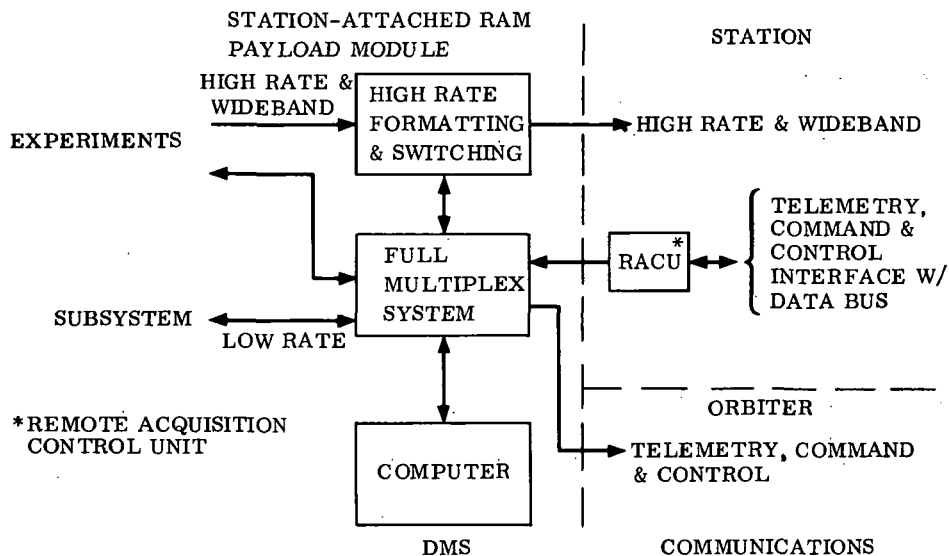 STATION-ATTACHED RAM
PAYLOAD MODULE
STATION
HIGH RATE &
WIDEBAND
HIGH RATE
FORMATTING
& SWITCHING
HIGH RATE & WIDEBAND
EXPERIMENTS
FULL
MULTIPLEX
SYSTEM
RACU*
TELEMETRY,
COMMAND &
CONTROL
INTERFACE W/
DATA BUS
SUBSYSTEM
LOW RATE
ORBITER
*REMOTE ACQUISITION
CONTROL UNIT
COMPUTER
TELEMETRY, COMMAND
& CONTROL
DMS
COMMUNICATIONS